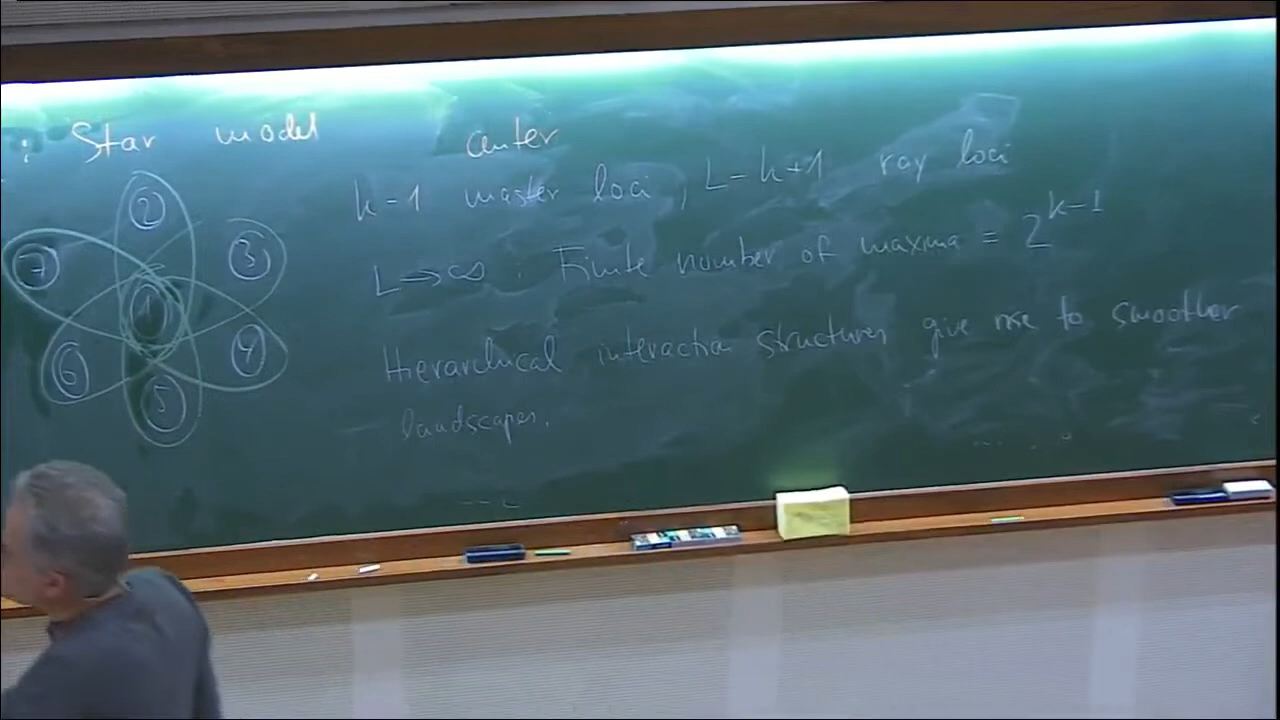 : Star model
center
k-1 master loci, L-k+1 ray loci
L→∞ : Finite number of maxima = 2^{k-1}
Hierarchical interaction structures give rise to smoother
landscapes.
2
7
3
1
4
6
5